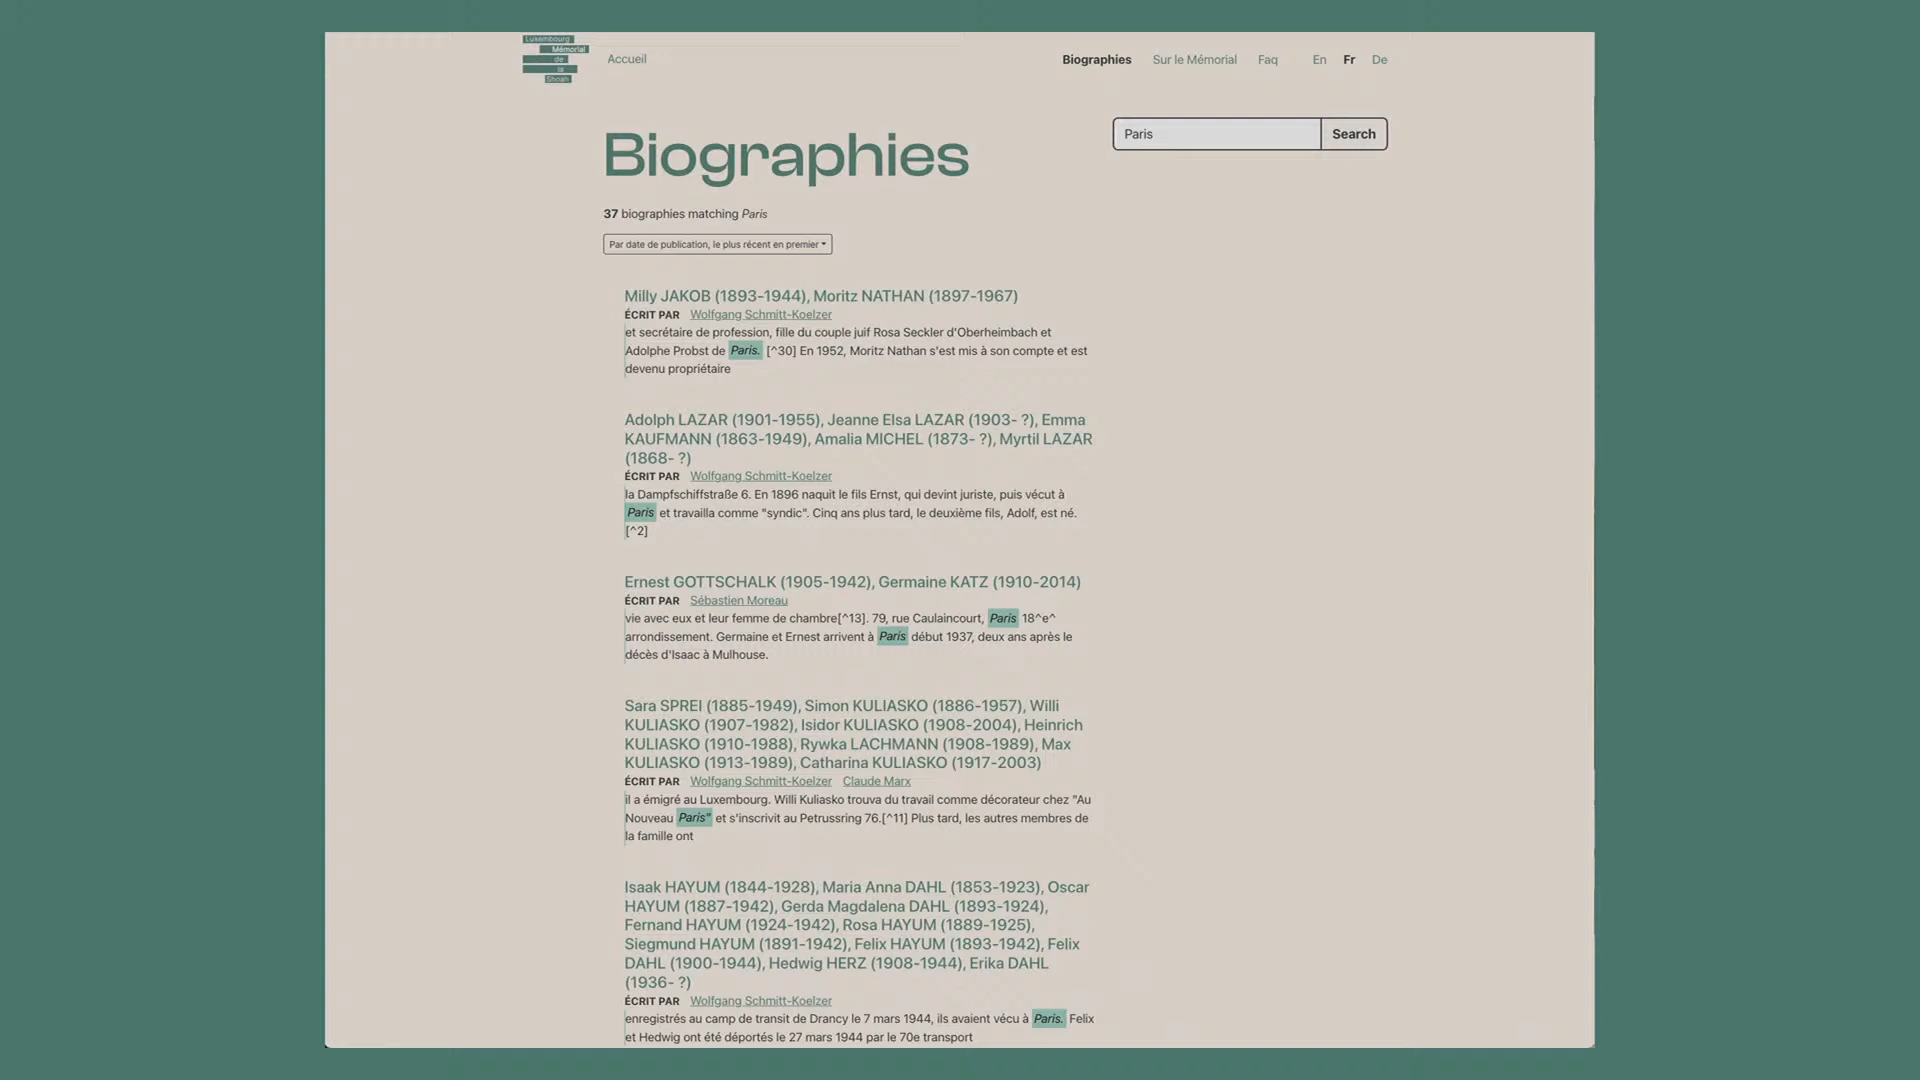 Luxembourg
Mémorial
de
la
Shoah
Accueil
Biographies Sur le Mémorial Faq En Fr De
Paris Search
Biographies
37 biographies matching Paris
Par date de publication, le plus récent en premier
Milly JAKOB (1893-1944), Moritz NATHAN (1897-1967)
ÉCRIT PAR Wolfgang Schmitt-Koelzer
et secrétaire de profession, fille du couple juif Rosa Seckler d'Oberheimbach et
Adolphe Probst de Paris. [^30] En 1952, Moritz Nathan s'est mis à son compte et est
devenu propriétaire
Adolph LAZAR (1901-1955), Jeanne Elsa LAZAR (1903- ?), Emma
KAUFMANN (1863-1949), Amalia MICHEL (1873- ?), Myrtil LAZAR
(1868- ?)
ÉCRIT PAR Wolfgang Schmitt-Koelzer
la Dampfschiffstraße 6. En 1896 naquit le fils Ernst, qui devint juriste, puis vécut à
Paris et travailla comme "syndic". Cinq ans plus tard, le deuxième fils, Adolf, est né.
[^2]
Ernest GOTTSCHALK (1905-1942), Germaine KATZ (1910-2014)
ÉCRIT PAR Sébastien Moreau
vie avec eux et leur femme de chambre[^13]. 79, rue Caulaincourt, Paris 18^e^
arrondissement. Germaine et Ernest arrivent à Paris début 1937, deux ans après le
décès d'Isaac à Mulhouse.
Sara SPREI (1885-1949), Simon KULIASKO (1886-1957), Willi
KULIASKO (1907-1982), Isidor KULIASKO (1908-2004), Heinrich
KULIASKO (1910-1988), Rywka LACHMANN (1908-1989), Max
KULIASKO (1913-1989), Catharina KULIASKO (1917-2003)
ÉCRIT PAR Wolfgang Schmitt-Koelzer Claude Marx
il a émigré au Luxembourg. Willi Kuliasko trouva du travail comme décorateur chez "Au
Nouveau Paris" et s'inscrivit au Petrussring 76.[^11] Plus tard, les autres membres de
la famille ont
Isaak HAYUM (1844-1928), Maria Anna DAHL (1853-1923), Oscar
HAYUM (1887-1942), Gerda Magdalena DAHL (1893-1924),
Fernand HAYUM (1924-1942), Rosa HAYUM (1889-1925),
Siegmund HAYUM (1891-1942), Felix HAYUM (1893-1942), Felix
DAHL (1900-1944), Hedwig HERZ (1908-1944), Erika DAHL
(1936- ?)
ÉCRIT PAR Wolfgang Schmitt-Koelzer
enregistrés au camp de transit de Drancy le 7 mars 1944, ils avaient vécu à Paris. Felix
et Hedwig ont été déportés le 27 mars 1944 par le 70e transport